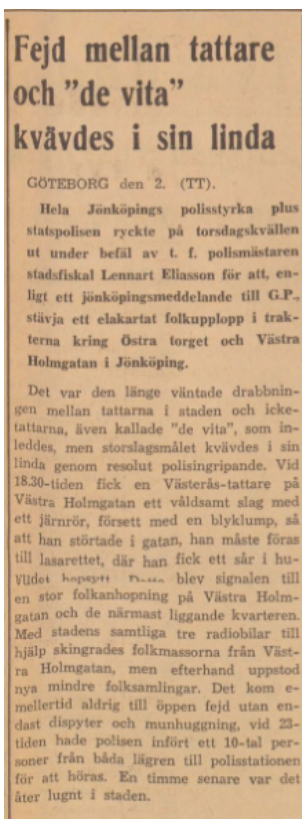 Fejd mellan tattare
och "de vita"
kvävdes i sin linda
GÖTEBORG den 2. (TT).
Hela Jönköpings polisstyrka plus
statspolisen ryckte på torsdagskvällen
ut under befäl av t. f. polismästaren
stadsfiskal Lennart Eliasson för att, en-
ligt ett jönköpingsmeddelande till G.P.,
stävja ett elakartat folkupplopp i trak-
terna kring Östra torget och Västra
Holmgatan i Jönköping.
Det var den länge väntade drabbnin-
gen mellan tattarna i staden och icke-
tattarna, även kallade "de vita", som in-
leddes, men storslagsmålet kvävdes i sin
linda genom resolut polisingripande. Vid
18.30-tiden fick en Västerås-tattare på
Västra Holmgatan ett våldsamt slag med
ett järnrör, försett med en blyklump, så
att han störtade i gatan, han måste föras
till lasarettet, där han fick ett sår i hu-
vudet hopsytt. Detta blev signalen till
en stor folkanhopning på Västra Holm-
gatan och de närmast liggande kvarteren.
Med stadens samtliga tre radiobilar till
hjälp skingrades folkmassorna från Väst-
ra Holmgatan, men efterhand uppstod
nya mindre folksamlingar. Det kom e-
mellertid aldrig till öppen fejd utan en-
dast dispyter och munhuggning, vid 23-
tiden hade polisen infört ett 10-tal per-
soner från båda lägren till polisstationen
för att höras. En timme senare var det
åter lugnt i staden.